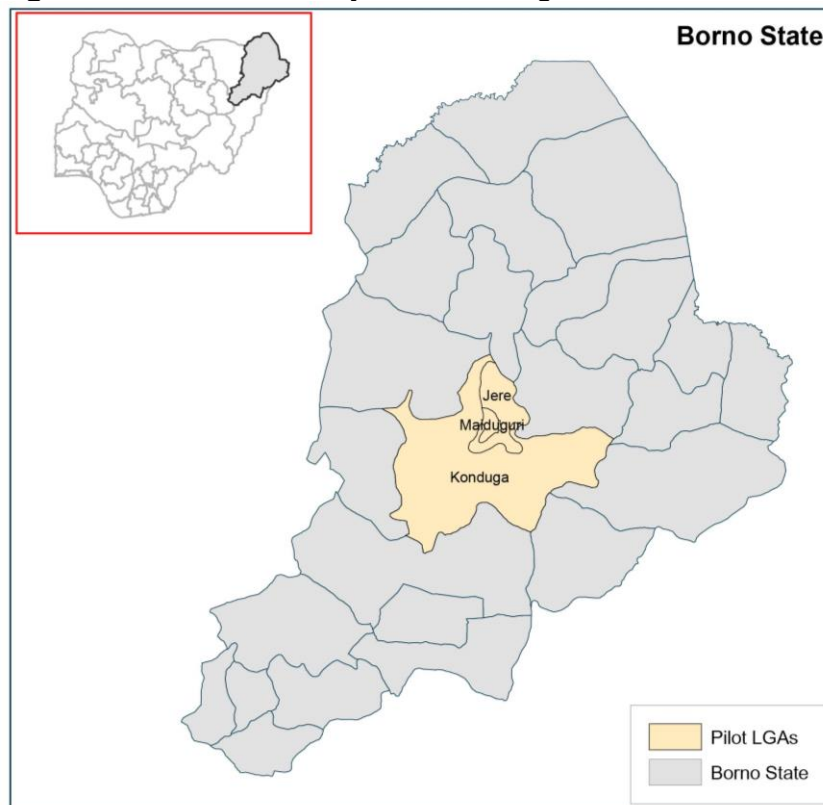 Borno State
Jere
Maiduguri
Konduga
Pilot LGAs
Borno State